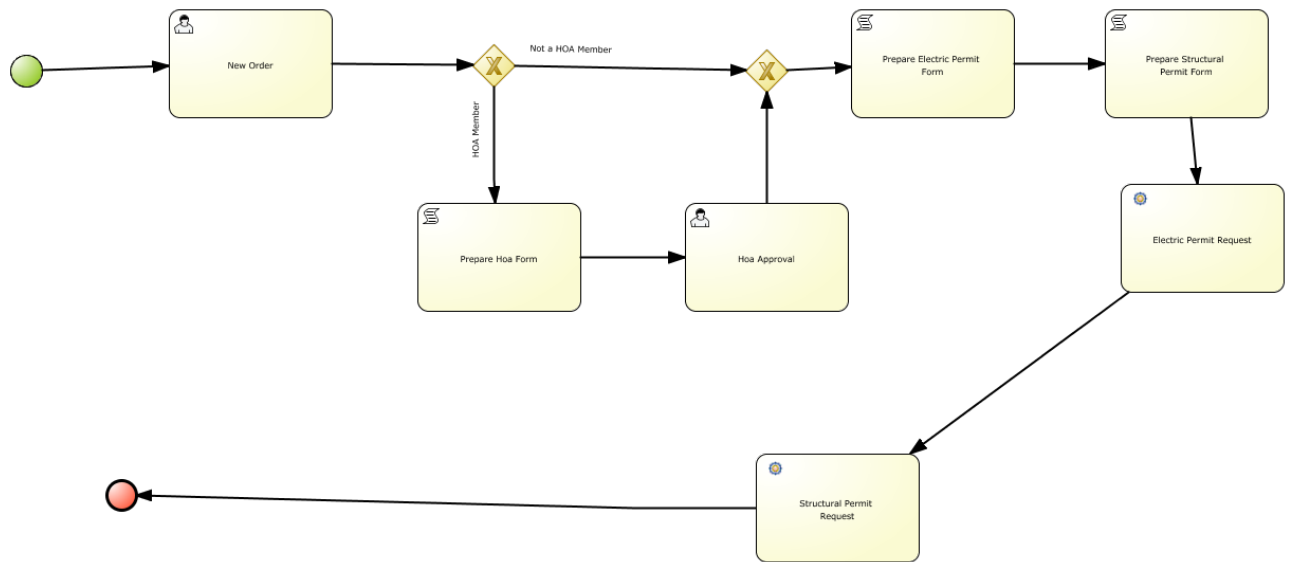 New Order
Not a HOA Member
HOA Member
Prepare Electric Permit
Form
Prepare Structural
Permit Form
Prepare Hoa Form
Hoa Approval
Electric Permit Request
Structural Permit
Request